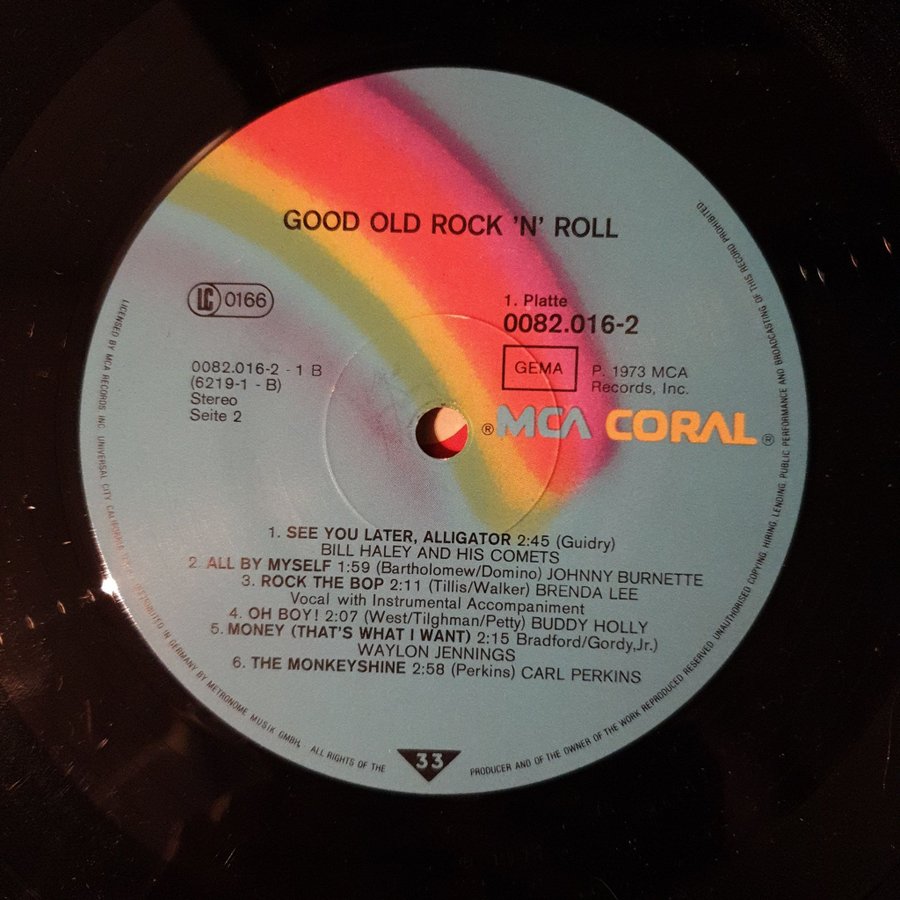 GOOD OLD ROCK 'N' ROLL
LC 0166
1. Platte
0082.016-2
GEMA
P. 1973 MCA
Records, Inc.
0082.016-2 - 1 B
(6219-1 - B)
Stereo
Seite 2
®MCA CORAL®
1. SEE YOU LATER, ALLIGATOR 2:45 (Guidry)
BILL HALEY AND HIS COMETS
2. ALL BY MYSELF 1:59 (Bartholomew/Domino) JOHNNY BURNETTE
3. ROCK THE BOP 2:11 (Tillis/Walker) BRENDA LEE
Vocal with Instrumental Accompaniment
4. OH BOY! 2:07 (West/Tilghman/Petty) BUDDY HOLLY
5. MONEY (THAT'S WHAT I WANT) 2:15 Bradford/Gordy,Jr.)
WAYLON JENNINGS
6. THE MONKEYSHINE 2:58 (Perkins) CARL PERKINS
33
LICENSED BY MCA RECORDS INC. UNIVERSAL CITY CALIFORNIA DISTRIBUTED IN GERMANY BY METRONOME MUSIK GMBH. ALL RIGHTS OF THE PRODUCER AND OF THE OWNER OF THE WORK REPRODUCED RESERVED UNAUTHORISED COPYING, HIRING, LENDING, PUBLIC PERFORMANCE AND BROADCASTING OF THIS RECORD PROHIBITED.